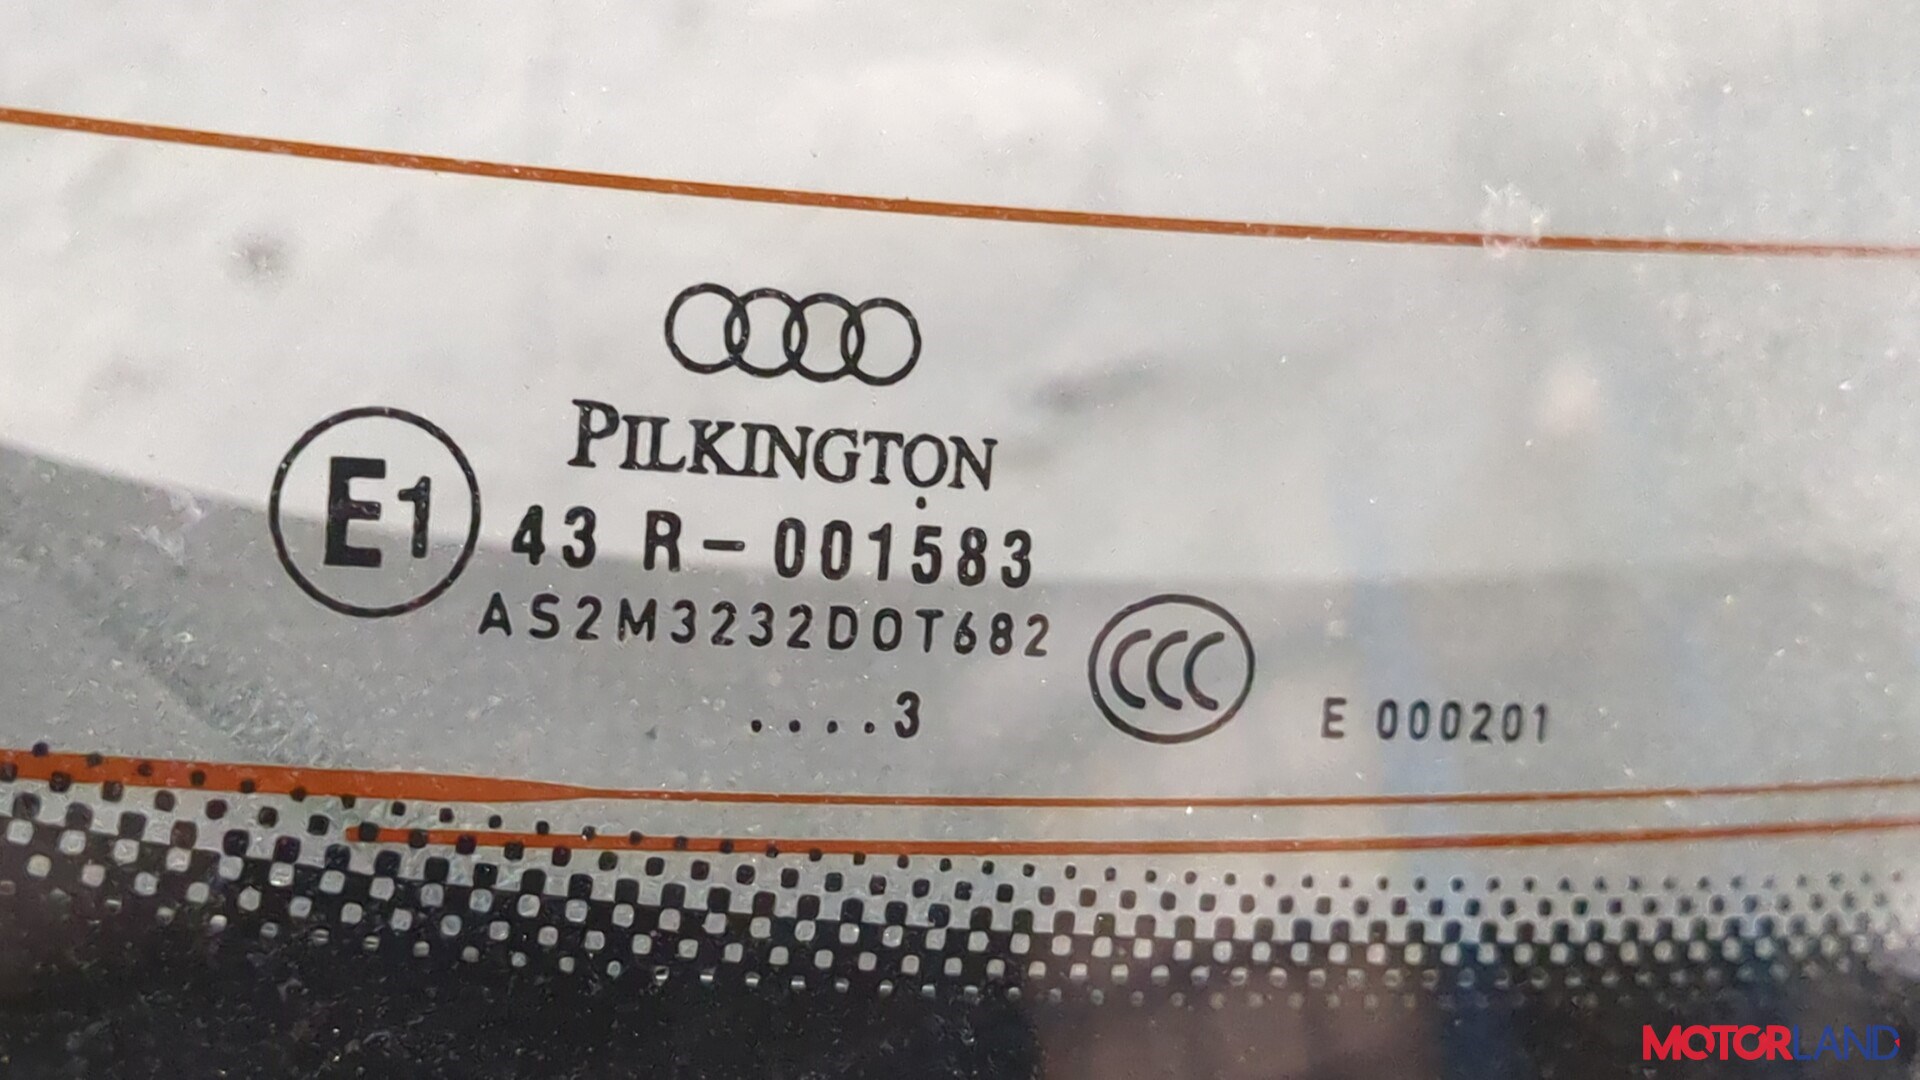 PILKINGTON
E1
43 R-001583
AS2M3232DOT682
....3
CCC
E 000201
MOTORLAND